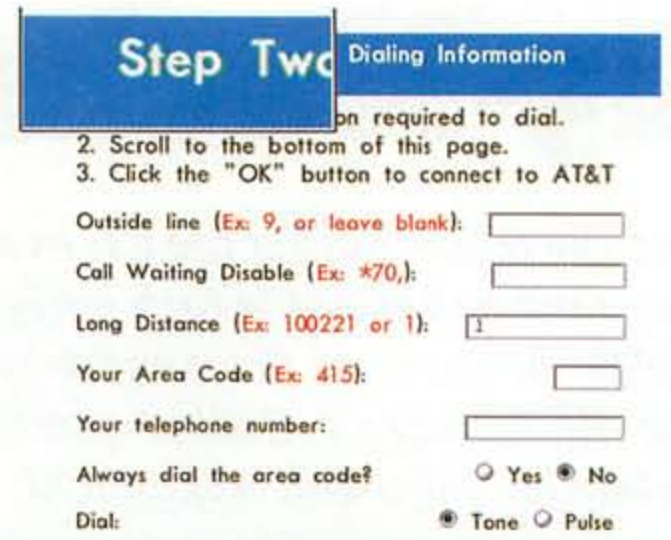 Step Two
Dialing Information
on required to dial.
2. Scroll to the bottom of this page.
3. Click the "OK" button to connect to AT&T
Outside line (Ex: 9, or leave blank):
Call Waiting Disable (Ex: *70,):
Long Distance (Ex: 100221 or 1): 1
Your Area Code (Ex: 415):
Your telephone number:
Always dial the area code? Yes No
Dial: Tone Pulse